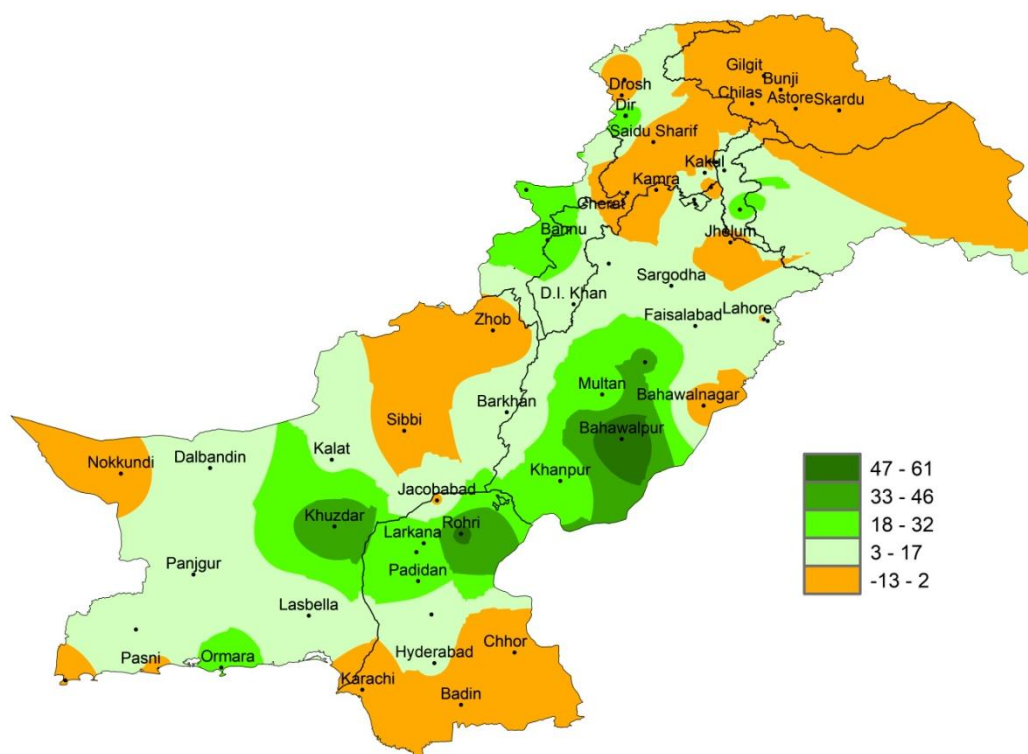 Gilgit
Bunji
Drosh
Chilas
Astore
Skardu
Dir
Saidu Sharif
Kakul
Kamra
Cherat
Bannu
Jhelum
Sargodha
D.I. Khan
Lahore
Faisalabad
Zhob
Multan
Bahawalnagar
Barkhan
Sibbi
Bahawalpur
Kalat
Dalbandin
Nokkundi
Khanpur
47 - 61
Jacobabad
33 - 46
Khuzdar
Larkana
Rohri
18 - 32
3 - 17
Panjgur
Padidan
-13 - 2
Lasbella
Chhor
Hyderabad
Pasni
Ormara
Karachi
Badin